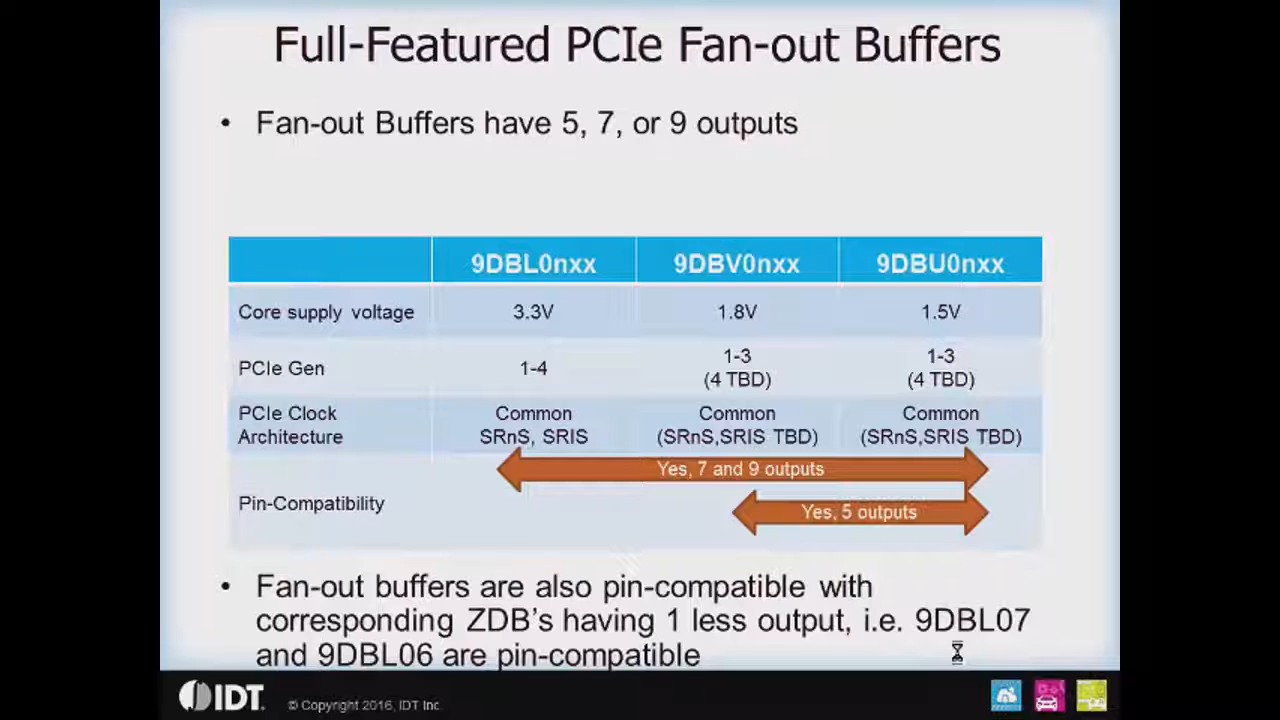 Full-Featured PCIe Fan-out Buffers
• Fan-out Buffers have 5, 7, or 9 outputs
9DBL0nxx 9DBV0nxx 9DBU0nxx
Core supply voltage 3.3V 1.8V 1.5V
PCIe Gen 1-4 1-3 (4 TBD) 1-3 (4 TBD)
PCIe Clock Architecture Common SRnS, SRIS Common (SRnS,SRIS TBD) Common (SRnS,SRIS TBD)
Pin-Compatibility
Yes, 7 and 9 outputs
Yes, 5 outputs
• Fan-out buffers are also pin-compatible with
corresponding ZDB's having 1 less output, i.e. 9DBL07
and 9DBL06 are pin-compatible
IDT. © Copyright 2016, IDT Inc.